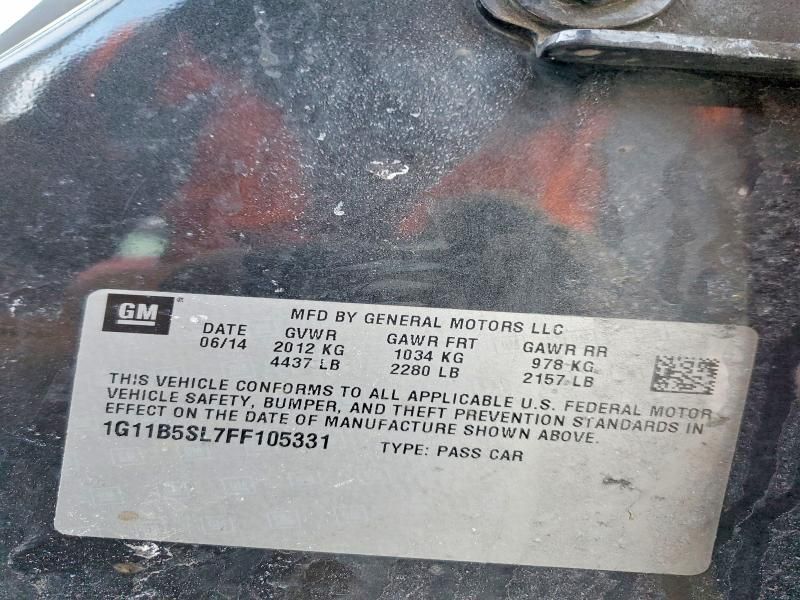 GM
MFD BY GENERAL MOTORS LLC
DATE GVWR GAWR FRT GAWR RR
06/14 2012 KG 1034 KG 978 KG
4437 LB 2280 LB 2157 LB
THIS VEHICLE CONFORMS TO ALL APPLICABLE U.S. FEDERAL MOTOR
VEHICLE SAFETY, BUMPER, AND THEFT PREVENTION STANDARDS IN
EFFECT ON THE DATE OF MANUFACTURE SHOWN ABOVE.
1G11B5SL7FF105331 TYPE: PASS CAR